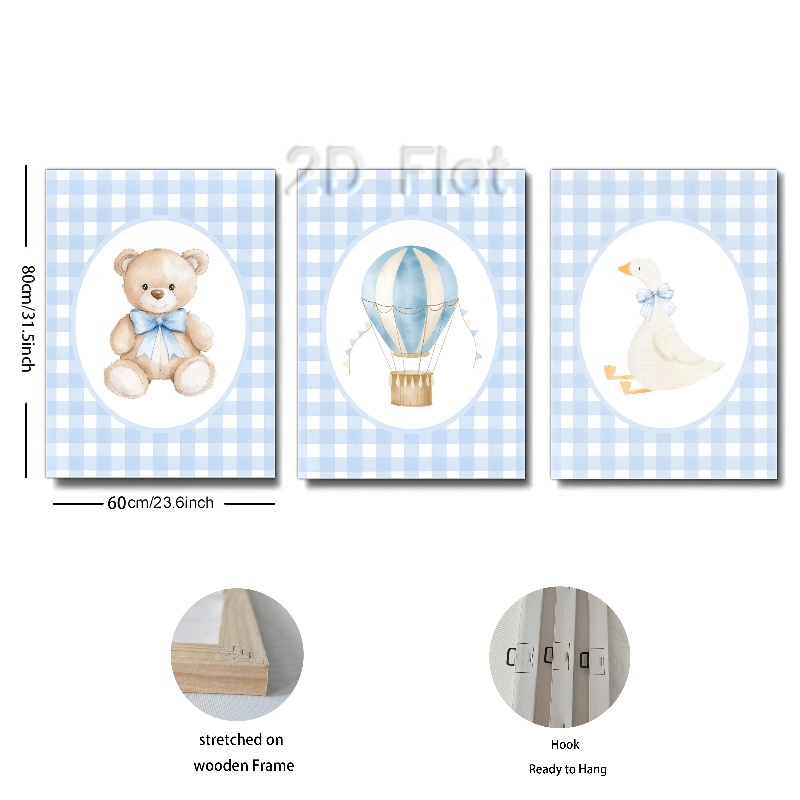 2D Flat
80cm/31.5inch
60cm/23.6inch
stretched on
wooden Frame
Hook
Ready to Hang